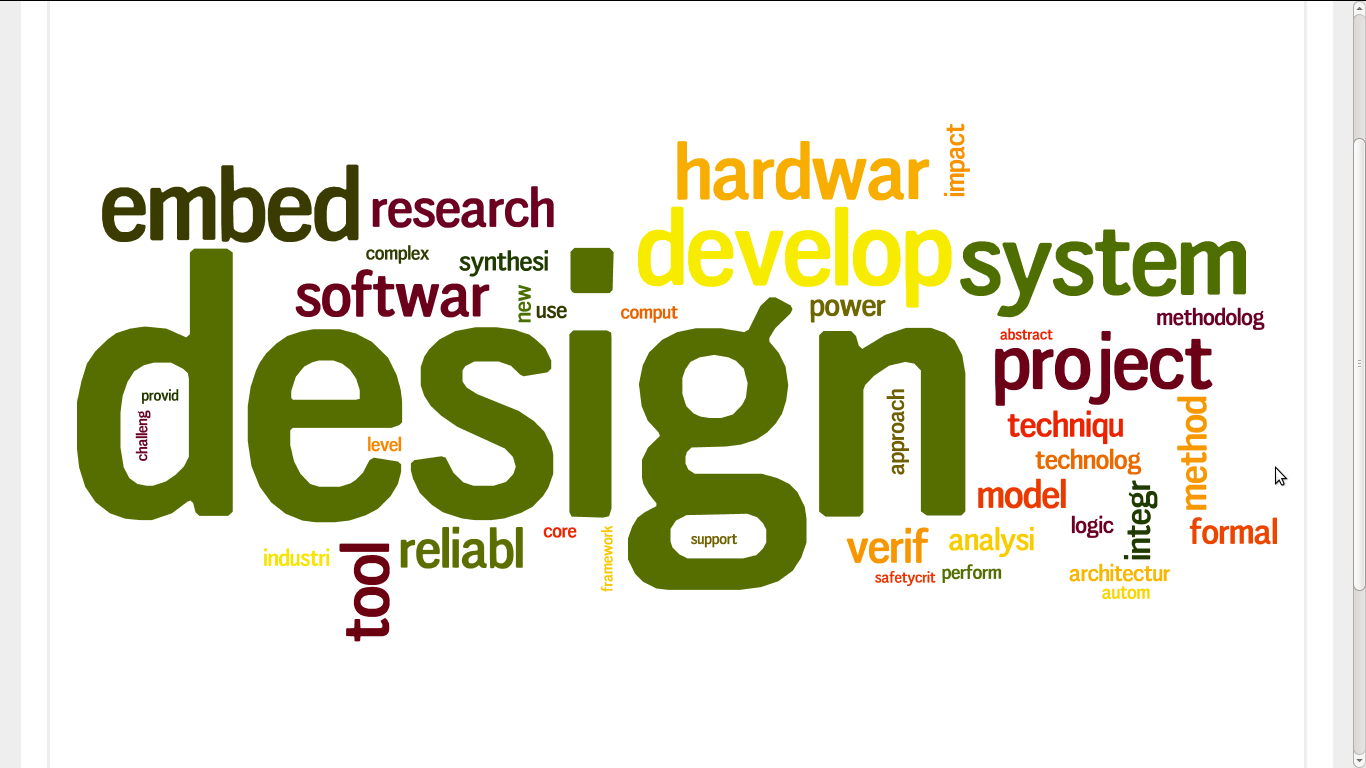 impact
hardwar
embed
research
develop
system
complex
synthesi
softwar
new
use
comput
power
methodolog
design
abstract
project
provid
challeng
level
approach
techniqu
method
technolog
model
integr
logic
formal
industri
tool
reliabl
core
framework
support
verif
analysi
safetycrit
perform
architectur
autom